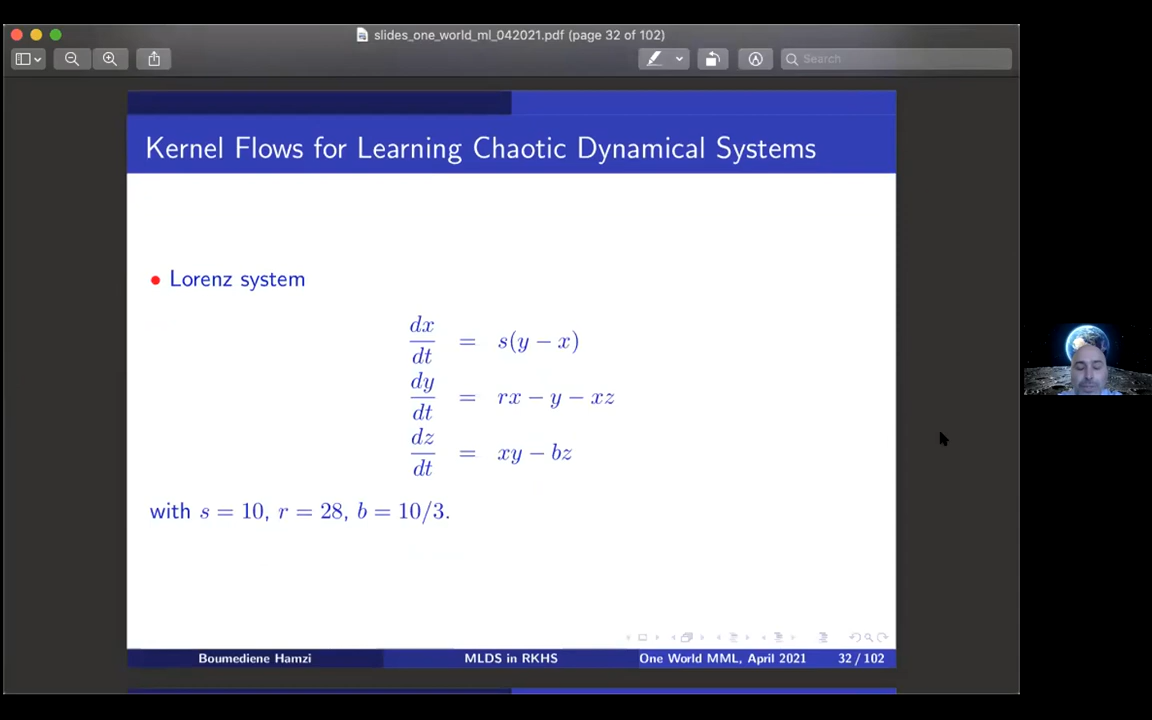 slides_one_world_ml_042021.pdf (page 32 of 102)
Search
Kernel Flows for Learning Chaotic Dynamical Systems
• Lorenz system
dx/dt = s(y − x)
dy/dt = rx − y − xz
dz/dt = xy − bz
with s = 10, r = 28, b = 10/3.
Boumediene Hamzi MLDS in RKHS One World MML, April 2021 32 / 102